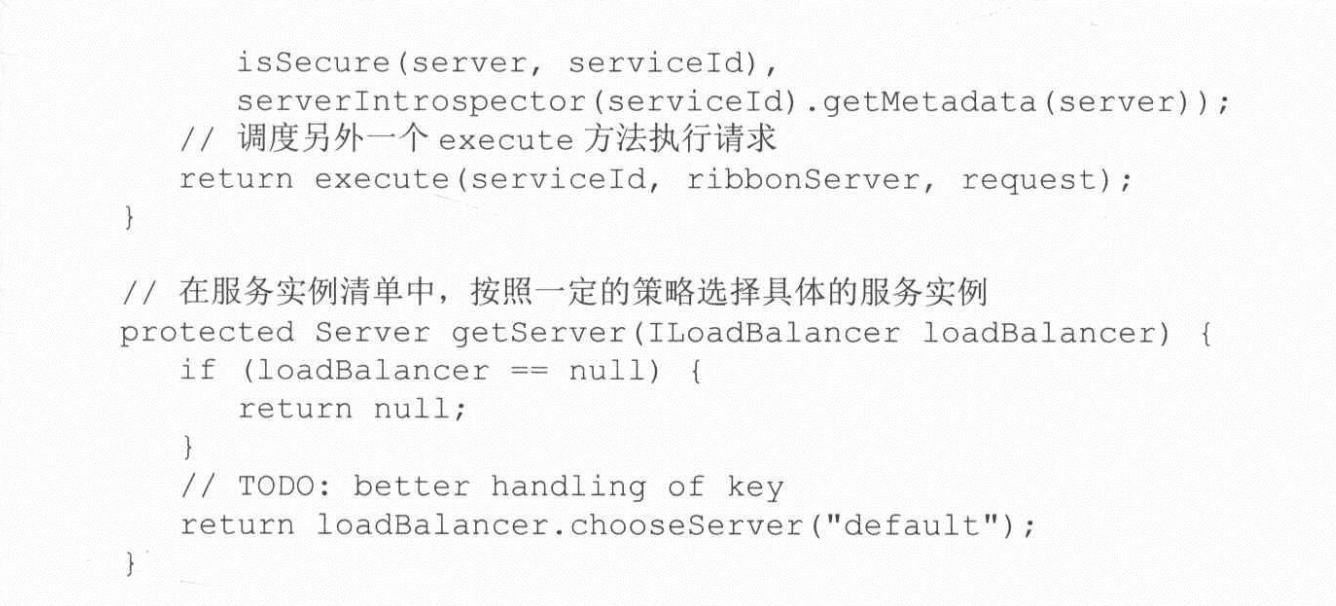 isSecure(server, serviceId),
serverIntrospector(serviceId).getMetadata(server));
// 调度另外一个 execute 方法执行请求
return execute(serviceId, ribbonServer, request);
}
// 在服务实例清单中，按照一定的策略选择具体的服务实例
protected Server getServer(ILoadBalancer loadBalancer) {
if (loadBalancer == null) {
return null;
}
// TODO: better handling of key
return loadBalancer.chooseServer("default");
}